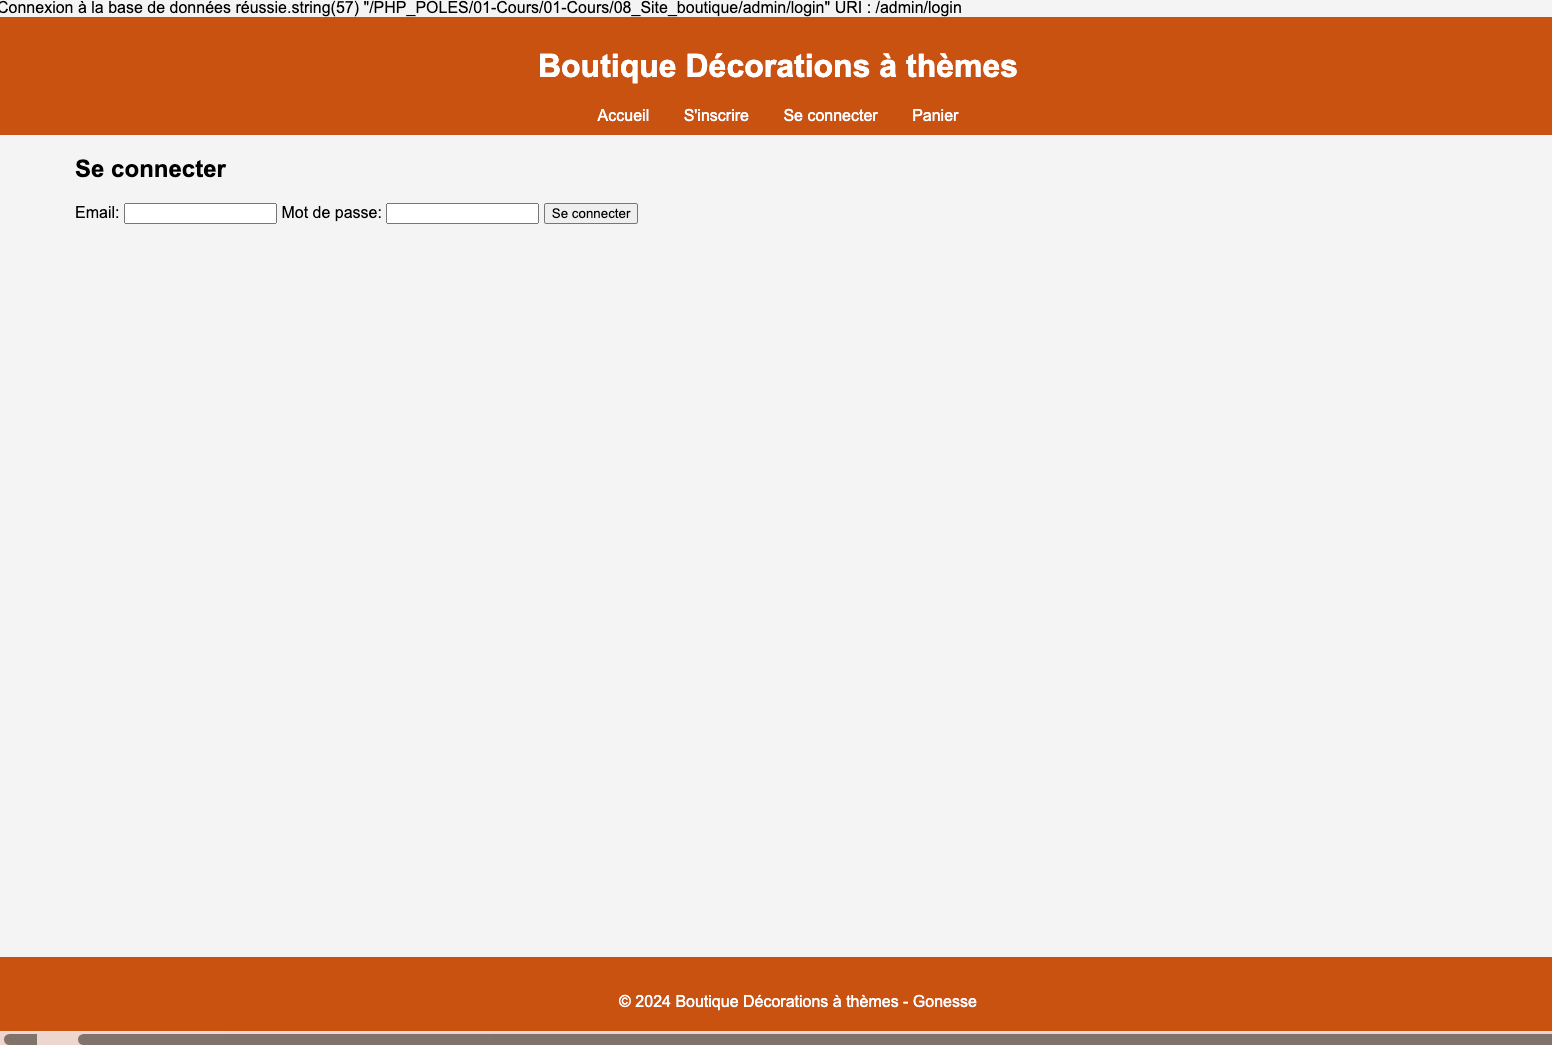 Connexion à la base de données réussie.string(57) "/PHP_POLES/01-Cours/01-Cours/08_Site_boutique/admin/login" URI : /admin/login
Boutique Décorations à thèmes
Accueil S'inscrire Se connecter Panier
Se connecter
Email: Mot de passe: Se connecter
© 2024 Boutique Décorations à thèmes - Gonesse